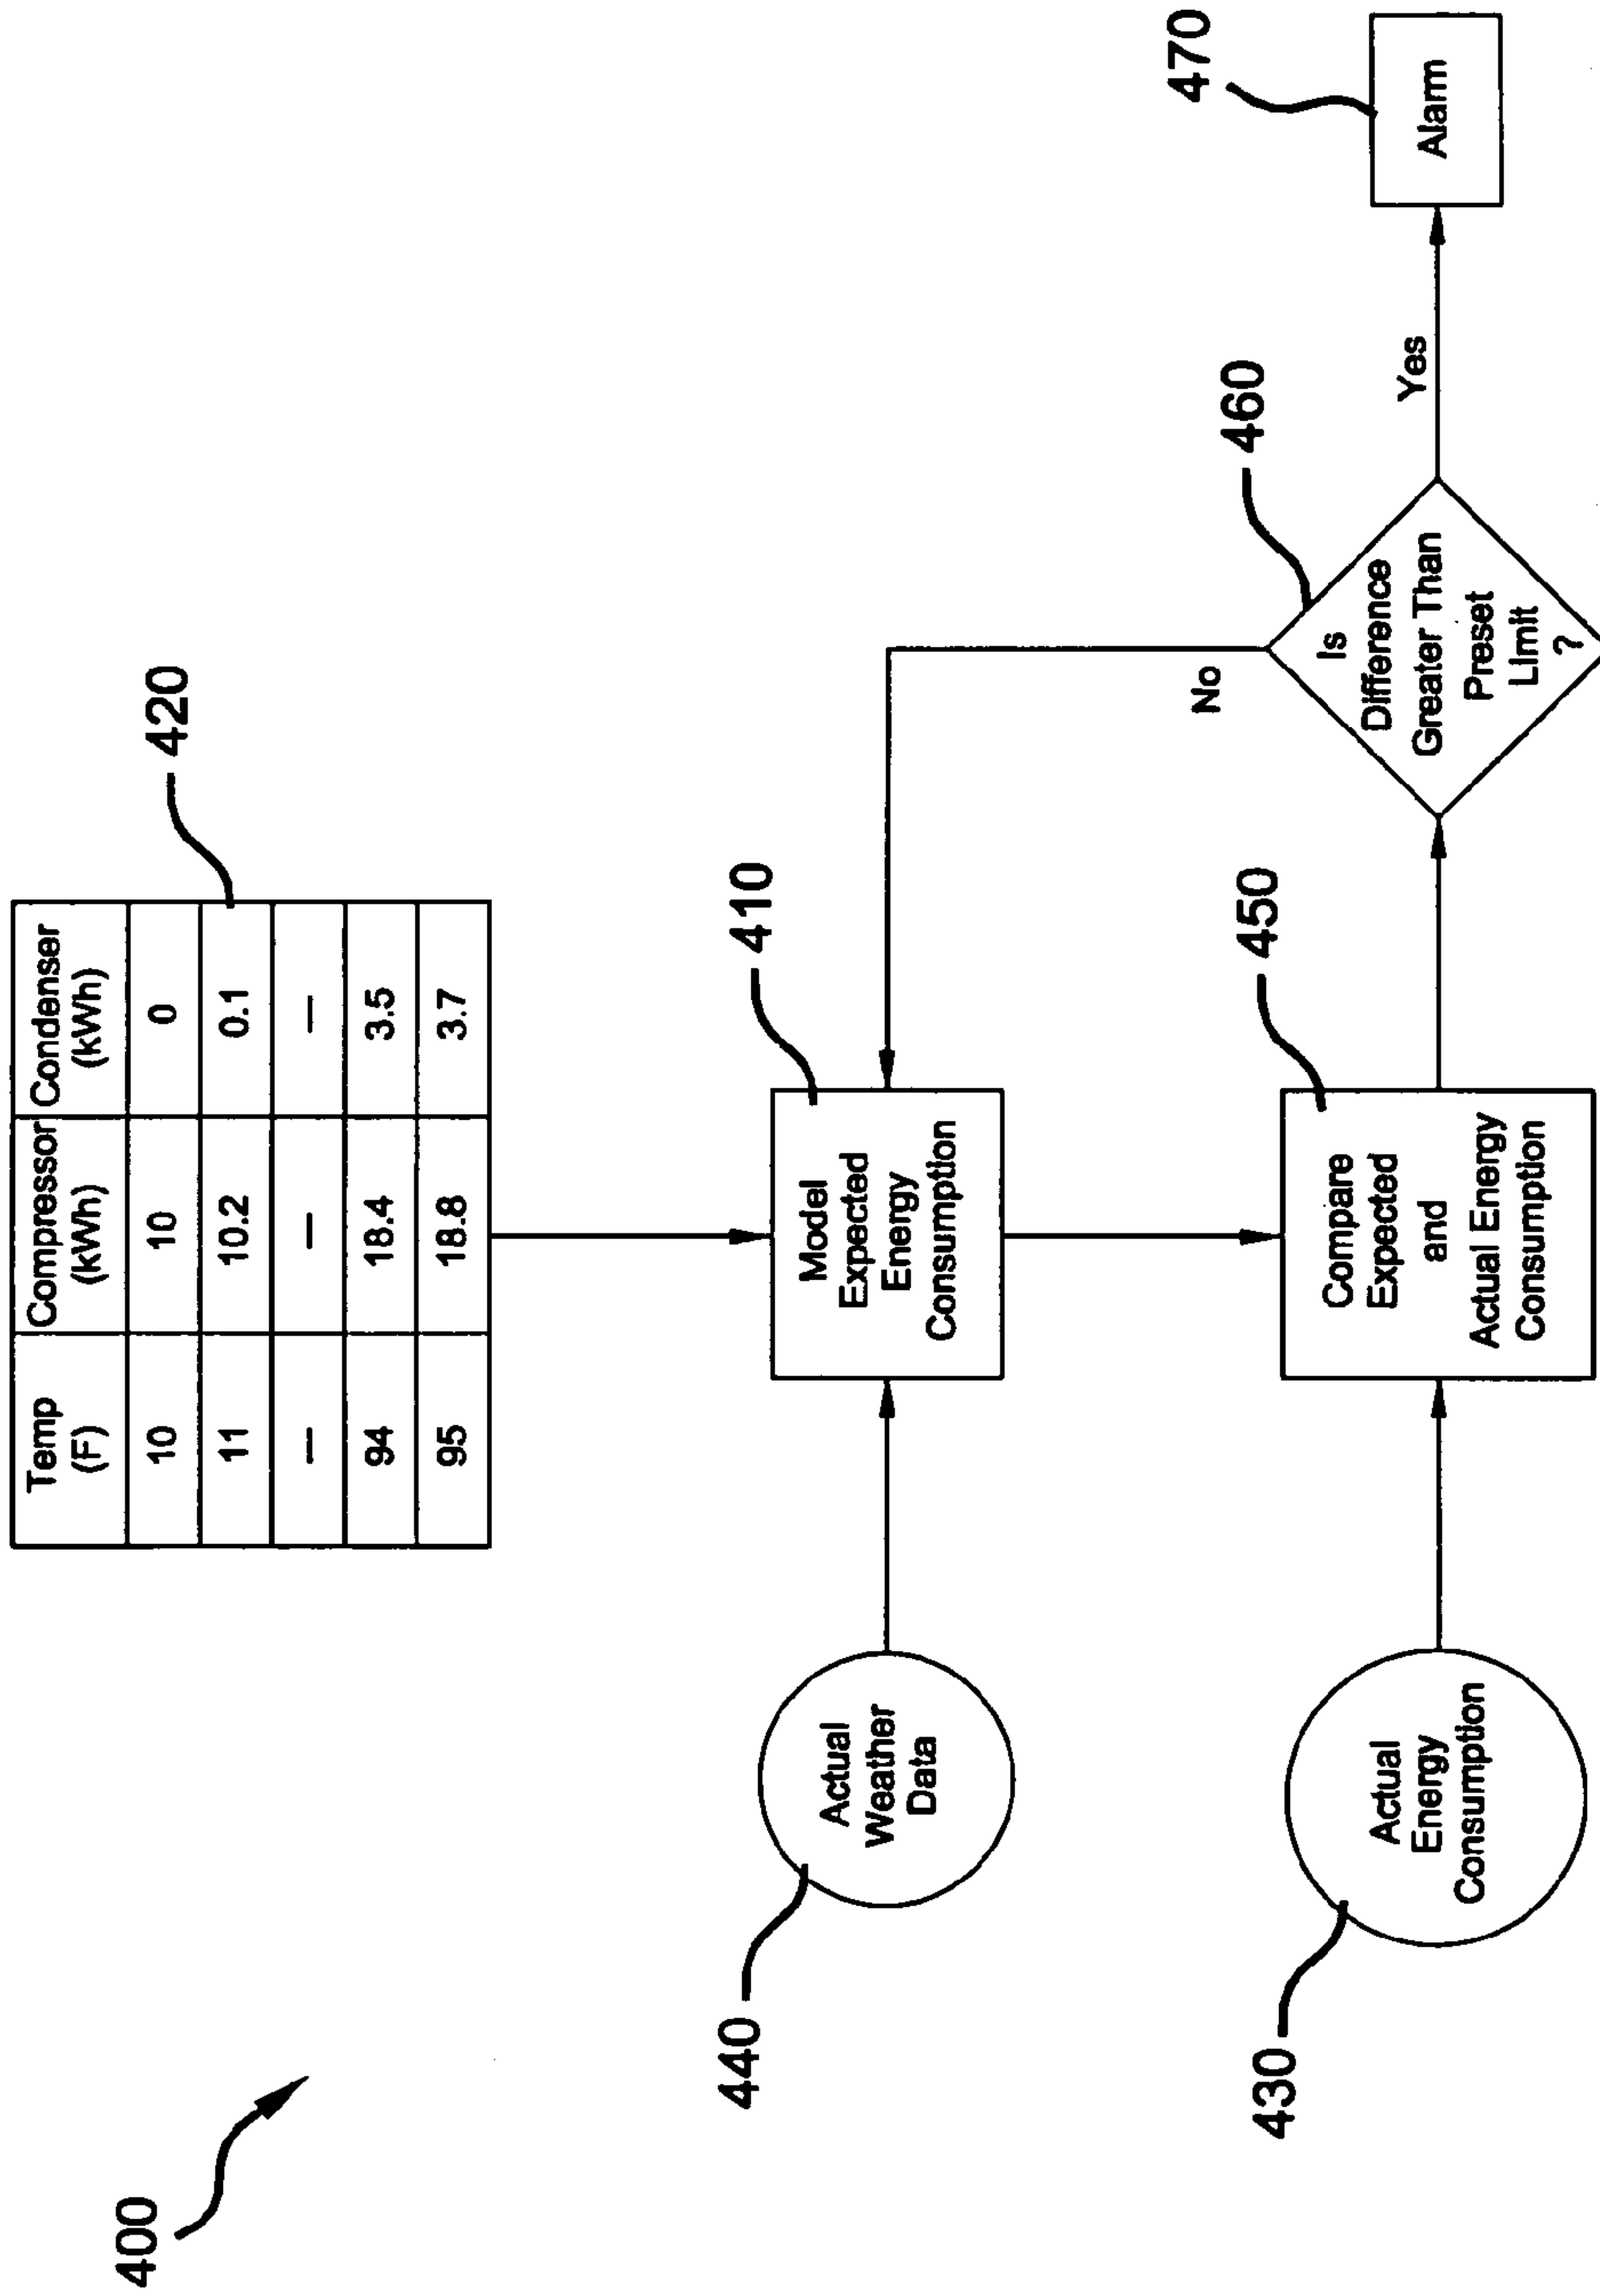 400
420
Temp (F) Compressor (kWh) Condenser (kWh)
10 10 0
11 10.2 0.1
— — —
94 18.4 3.5
95 18.8 3.7
440
Actual
Weather
Data
410
Model
Expected
Energy
Consumption
No
430
Actual
Energy
Consumption
450
Compare
Expected
and
Actual Energy
Consumption
460
Is
Difference
Greater Than
Preset
Limit
?
Yes
470
Alarm